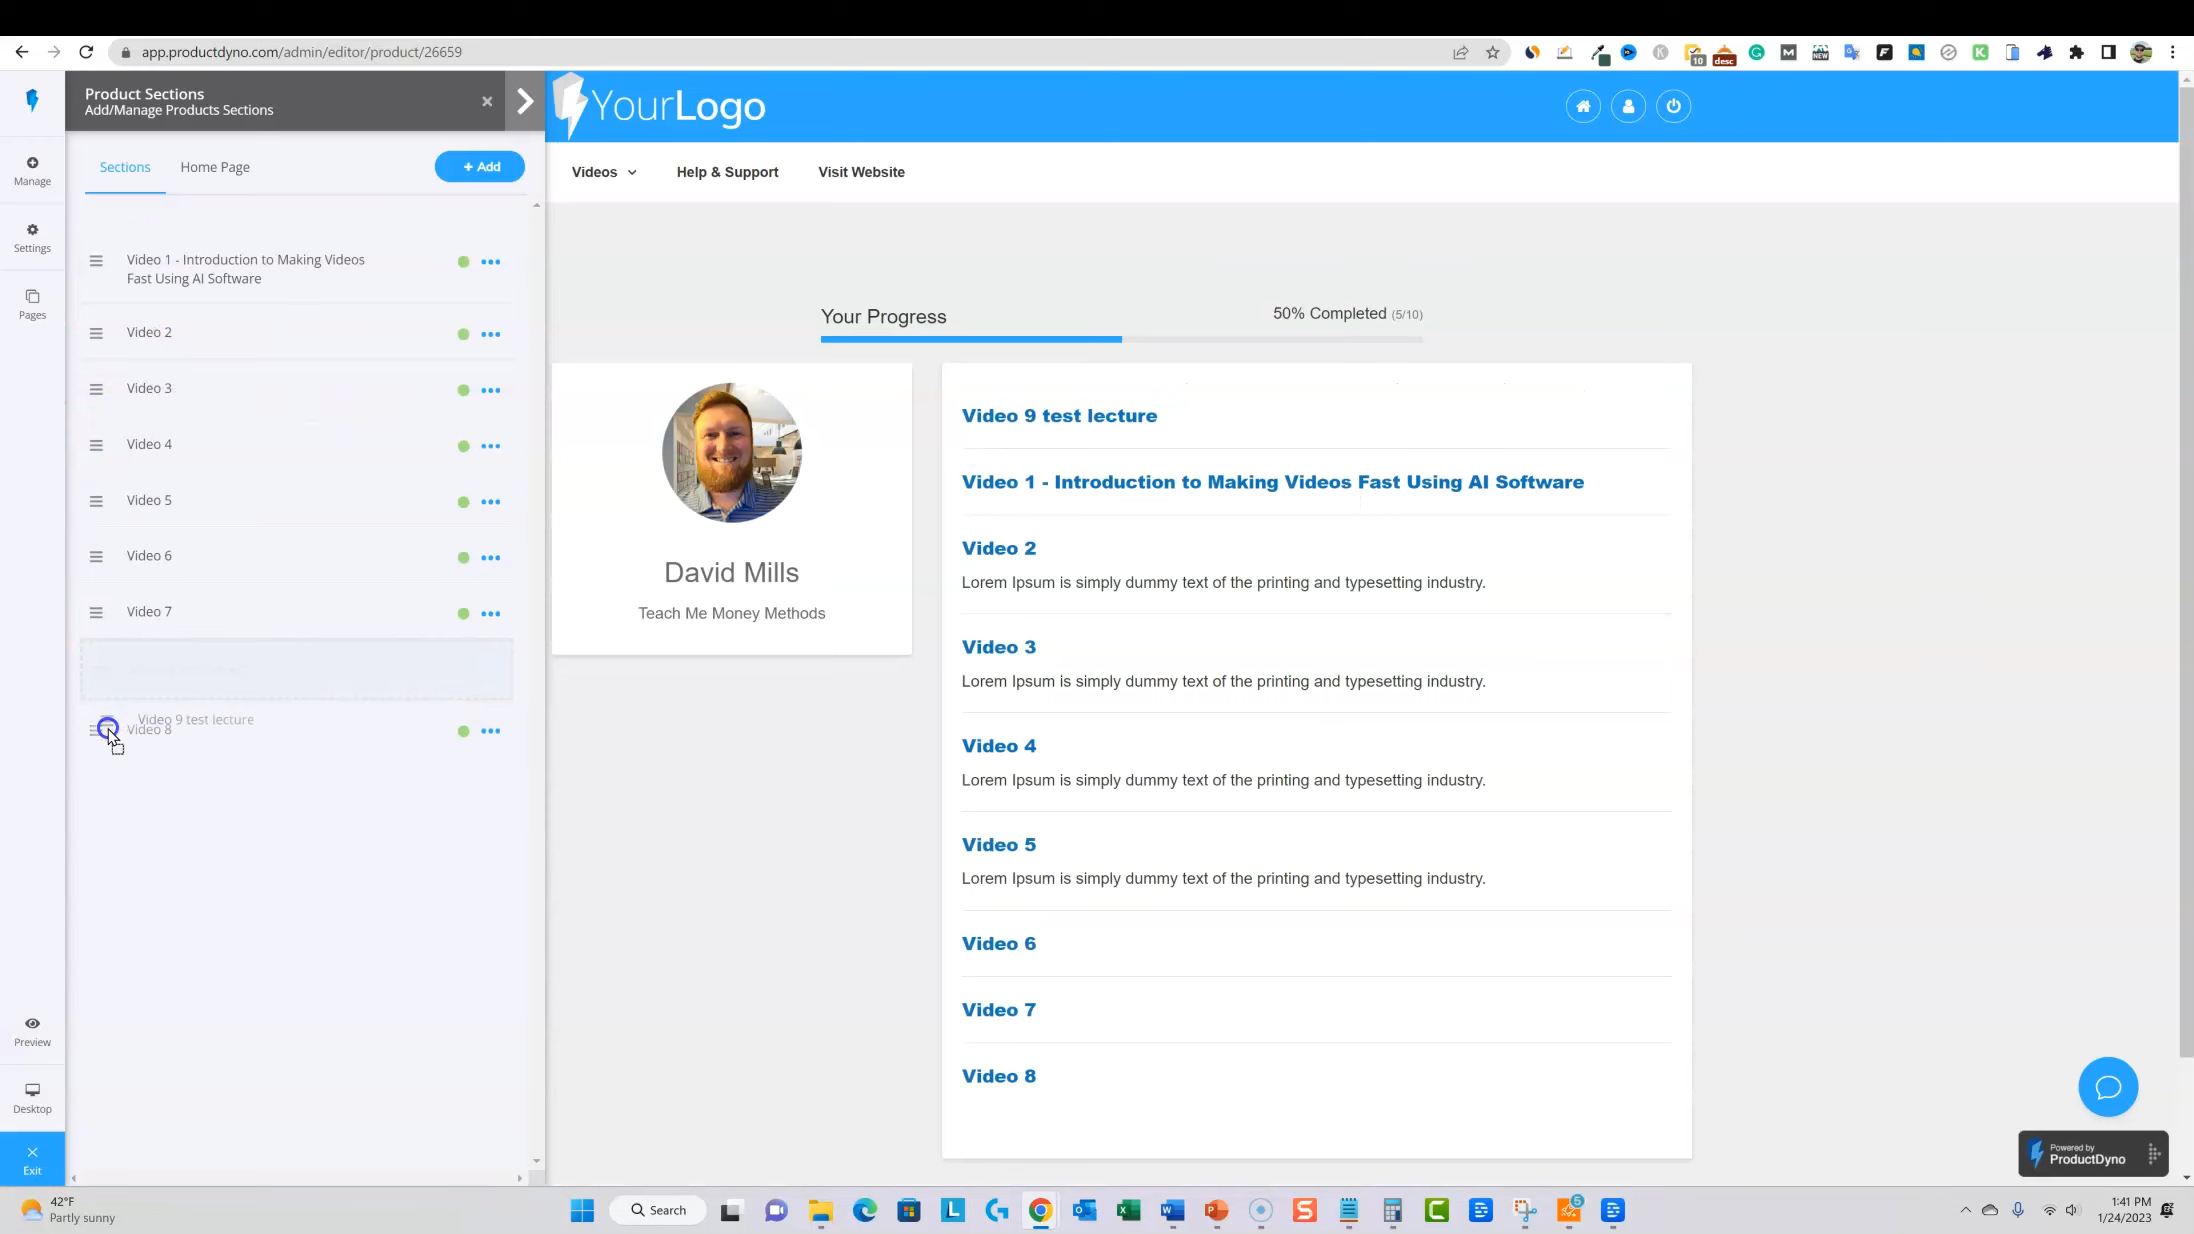 app.productdyno.com/admin/editor/product/26659
10
desc
NEW
Product Sections
Add/Manage Products Sections
YourLogo
Sections
Home Page
+ Add
Manage
Settings
Pages
Videos
Help & Support
Visit Website
Video 1 - Introduction to Making Videos
Fast Using AI Software
Video 2
Video 3
Video 4
Video 5
Video 6
Video 7
Video 9 test lecture
Video 8
Your Progress
50% Completed (5/10)
David Mills
Teach Me Money Methods
Video 9 test lecture
Video 1 - Introduction to Making Videos Fast Using AI Software
Video 2
Lorem Ipsum is simply dummy text of the printing and typesetting industry.
Video 3
Lorem Ipsum is simply dummy text of the printing and typesetting industry.
Video 4
Lorem Ipsum is simply dummy text of the printing and typesetting industry.
Video 5
Lorem Ipsum is simply dummy text of the printing and typesetting industry.
Video 6
Video 7
Video 8
Preview
Desktop
Exit
Powered by
ProductDyno
42°F
Partly sunny
Search
5
1:41 PM
1/24/2023